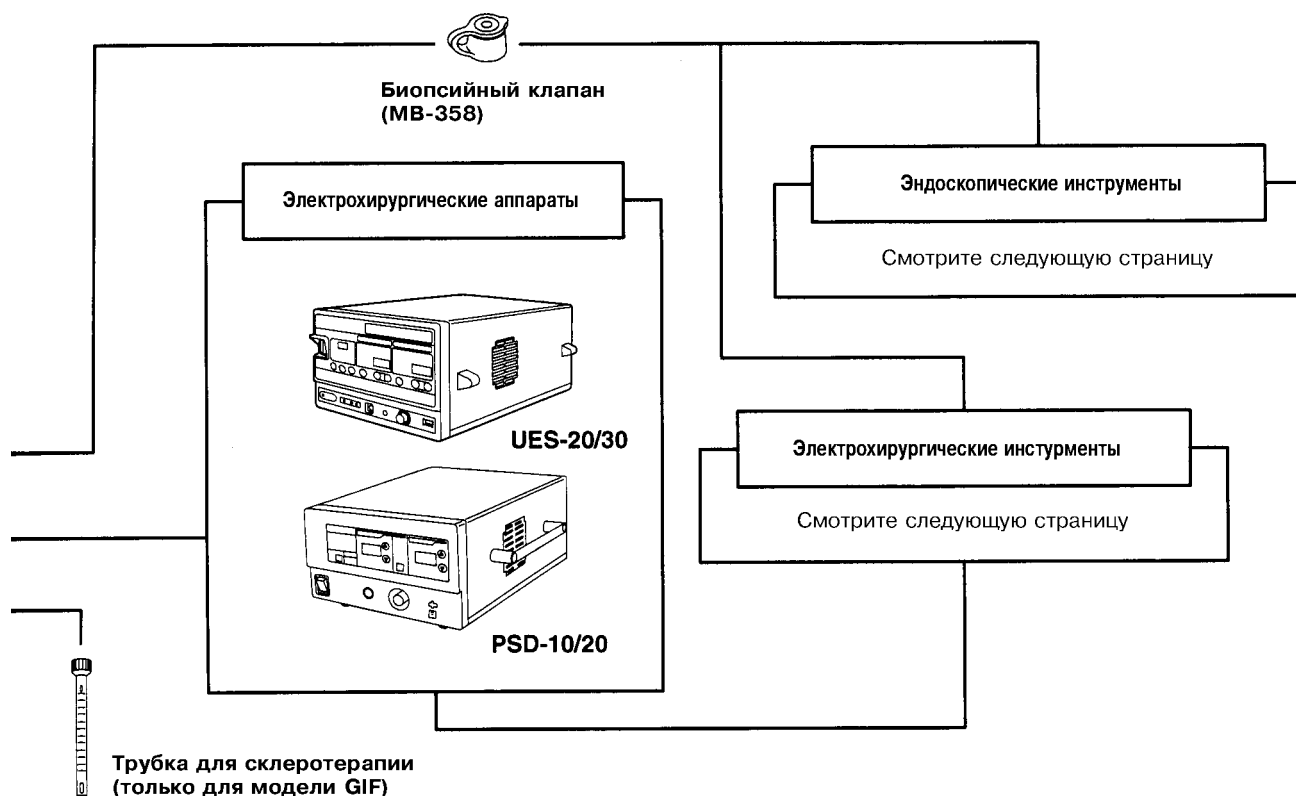 Биопсийный клапан
(MB-358)
Электрохирургические аппараты
Эндоскопические инструменты
Смотрите следующую страницу
UES-20/30
Электрохирургические инстурменты
Смотрите следующую страницу
PSD-10/20
Трубка для склеротерапии
(только для модели GIF)